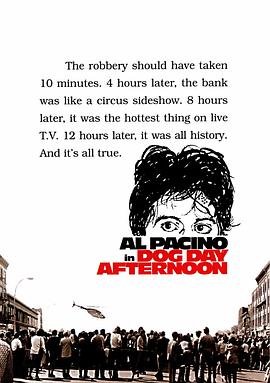 The robbery should have taken
10 minutes. 4 hours later, the bank
was like a circus sideshow. 8 hours
later, it was the hottest thing on live
T.V. 12 hours later, it was all history.
And it's all true.
AL PACINO
in DOG DAY
AFTERNOON